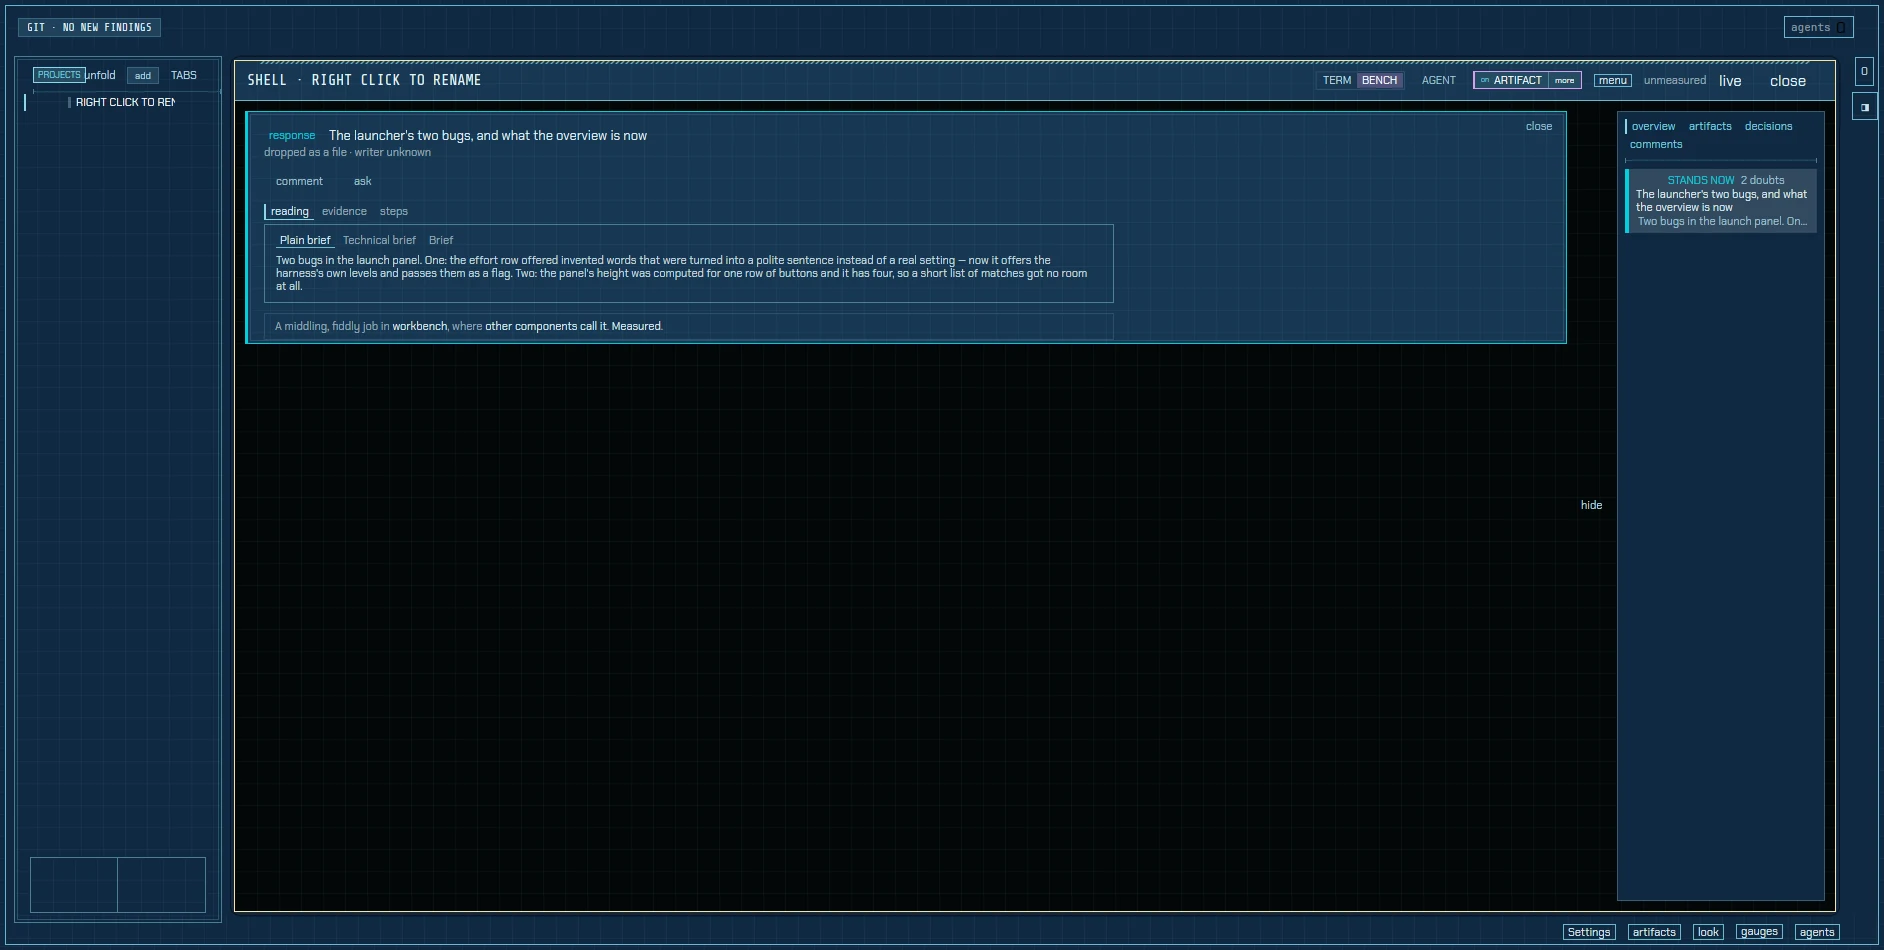 GIT · NO NEW FINDINGS
agents 0
PROJECTS unfold add TABS
RIGHT CLICK TO REN
SHELL · RIGHT CLICK TO RENAME
TERM BENCH AGENT on ARTIFACT more menu unmeasured live close
response The launcher's two bugs, and what the overview is now
close
dropped as a file · writer unknown
comment ask
reading evidence steps
Plain brief Technical brief Brief
Two bugs in the launch panel. One: the effort row offered invented words that were turned into a polite sentence instead of a real setting — now it offers the
harness's own levels and passes them as a flag. Two: the panel's height was computed for one row of buttons and it has four, so a short list of matches got no room
at all.
A middling, fiddly job in workbench, where other components call it. Measured.
hide
overview artifacts decisions
comments
STANDS NOW 2 doubts
The launcher's two bugs, and what
the overview is now
Two bugs in the launch panel. On...
Settings artifacts look gauges agents